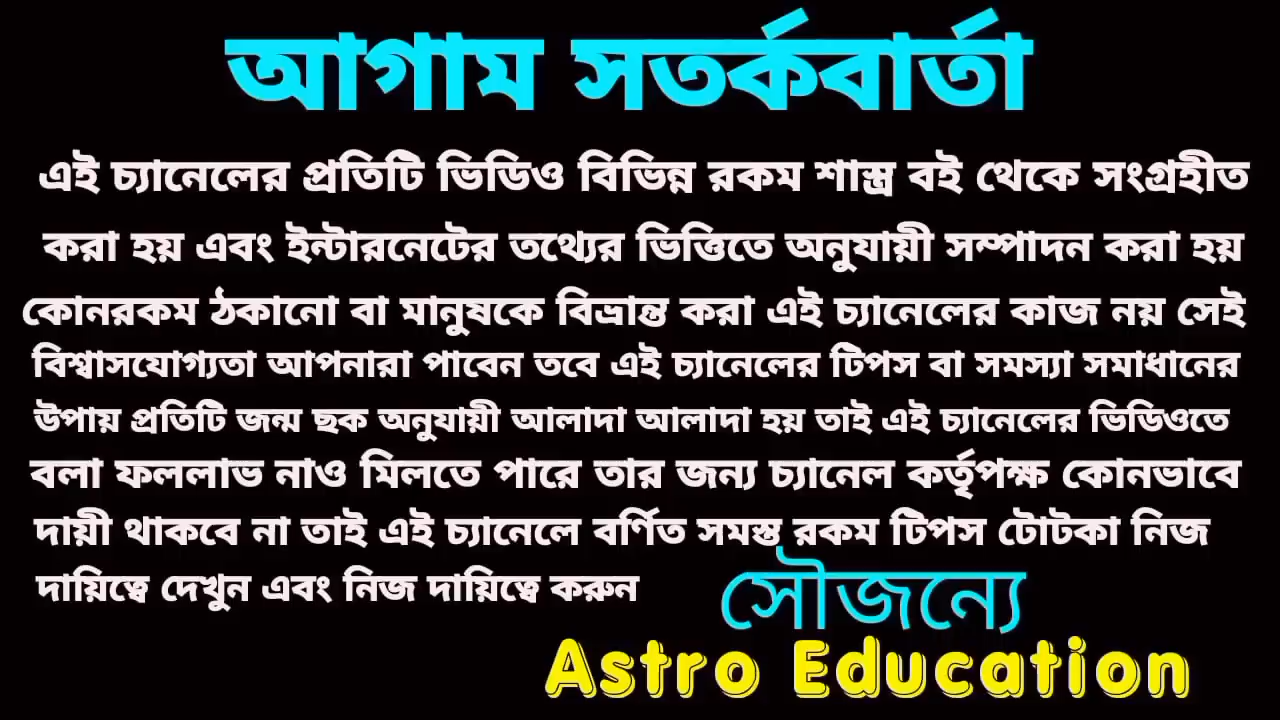 আগাম সতর্কবার্তা
এই চ্যানেলের প্রতিটি ভিডিও বিভিন্ন রকম শাস্ত্র বই থেকে সংগ্রহীত
করা হয় এবং ইন্টারনেটের তথ্যের ভিত্তিতে অনুযায়ী সম্পাদন করা হয়
কোনরকম ঠকানো বা মানুষকে বিভ্রান্ত করা এই চ্যানেলের কাজ নয় সেই
বিশ্বাসযোগ্যতা আপনারা পাবেন তবে এই চ্যানেলের টিপস বা সমস্যা সমাধানের
উপায় প্রতিটি জন্ম ছক অনুযায়ী আলাদা আলাদা হয় তাই এই চ্যানেলের ভিডিওতে
বলা ফললাভ নাও মিলতে পারে তার জন্য চ্যানেল কর্তৃপক্ষ কোনভাবে
দায়ী থাকবে না তাই এই চ্যানেলে বর্ণিত সমস্ত রকম টিপস টোটকা নিজ
দায়িত্বে দেখুন এবং নিজ দায়িত্বে করুন
সৌজন্যে
Astro Education